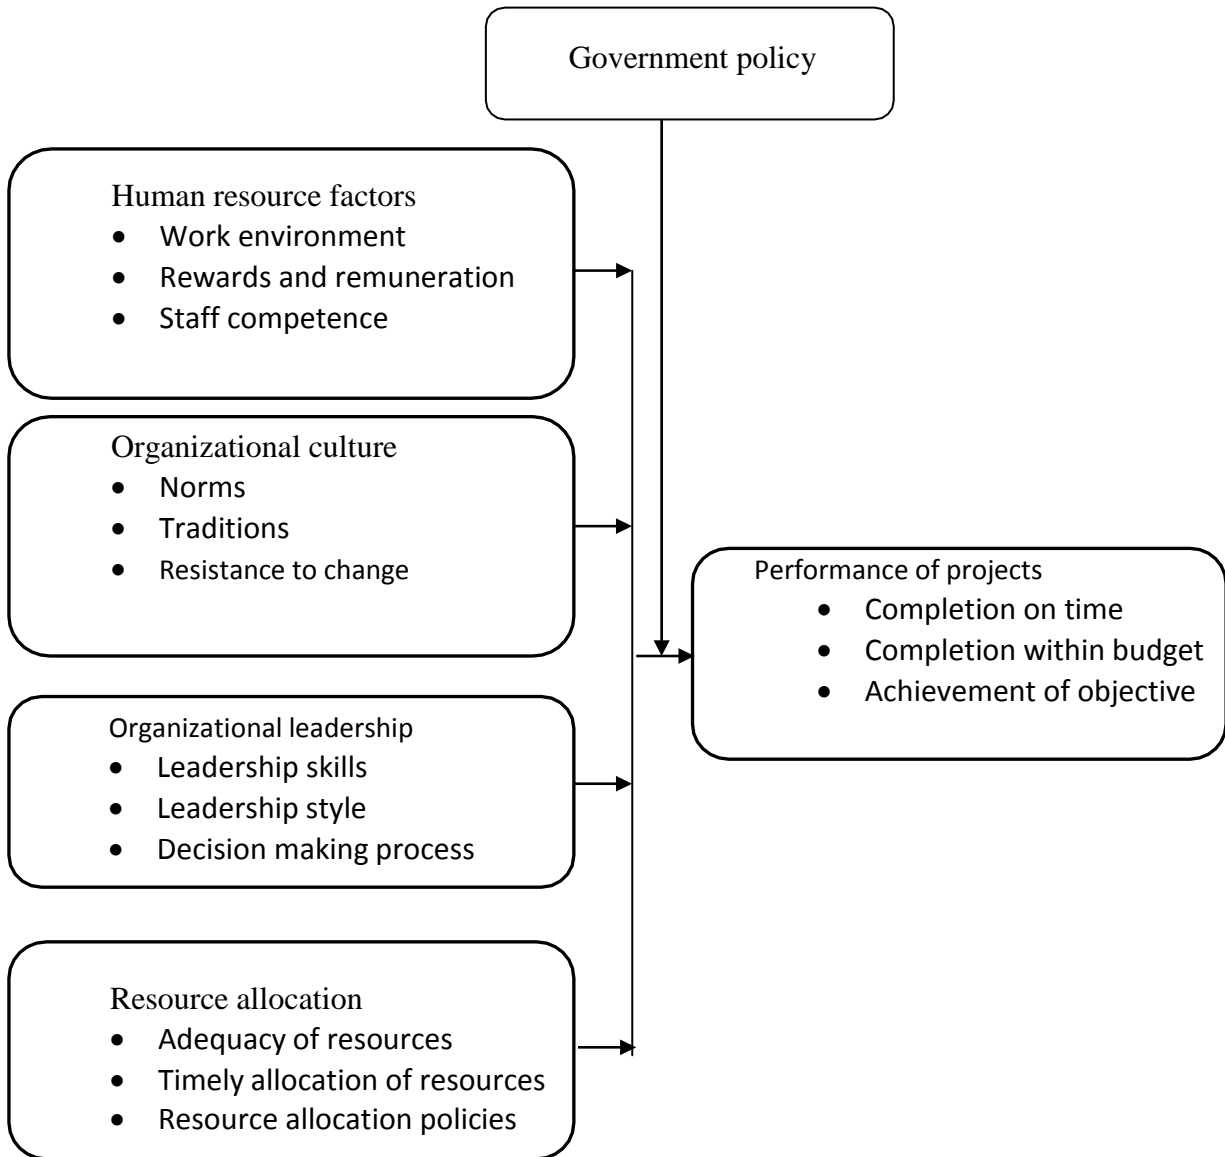 Government policy
Human resource factors
• Work environment
• Rewards and remuneration
• Staff competence
Organizational culture
• Norms
• Traditions
• Resistance to change
Performance of projects
• Completion on time
• Completion within budget
• Achievement of objective
Organizational leadership
• Leadership skills
• Leadership style
• Decision making process
Resource allocation
• Adequacy of resources
• Timely allocation of resources
• Resource allocation policies